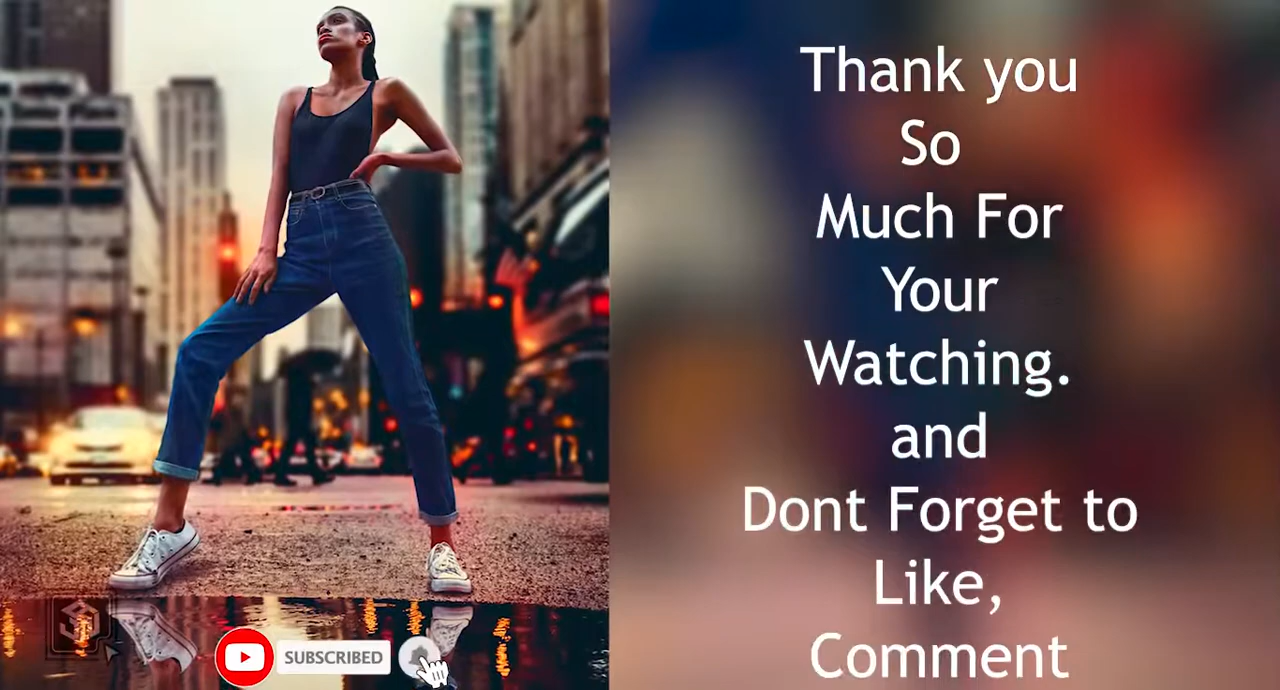 Thank you
So
Much For
Your
Watching.
and
Dont Forget to
Like,
Comment
SUBSCRIBED